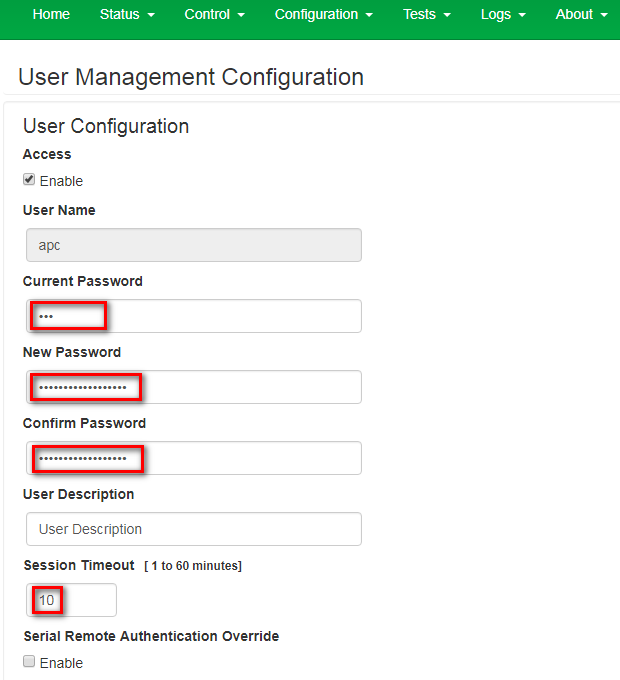 Home Status Control Configuration Tests Logs About
User Management Configuration
User Configuration
Access
Enable
User Name
apc
Current Password
•••
New Password
••••••••••••••••••
Confirm Password
••••••••••••••••••
User Description
User Description
Session Timeout [ 1 to 60 minutes]
10
Serial Remote Authentication Override
Enable